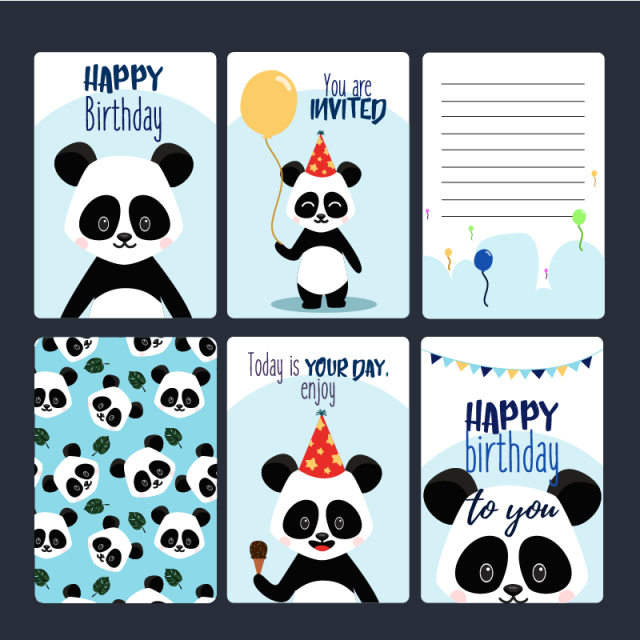 HAPPY
Birthday
You are
INVITED
Today is YOUR DAY,
enjoy
HAPPY
birthday
to you